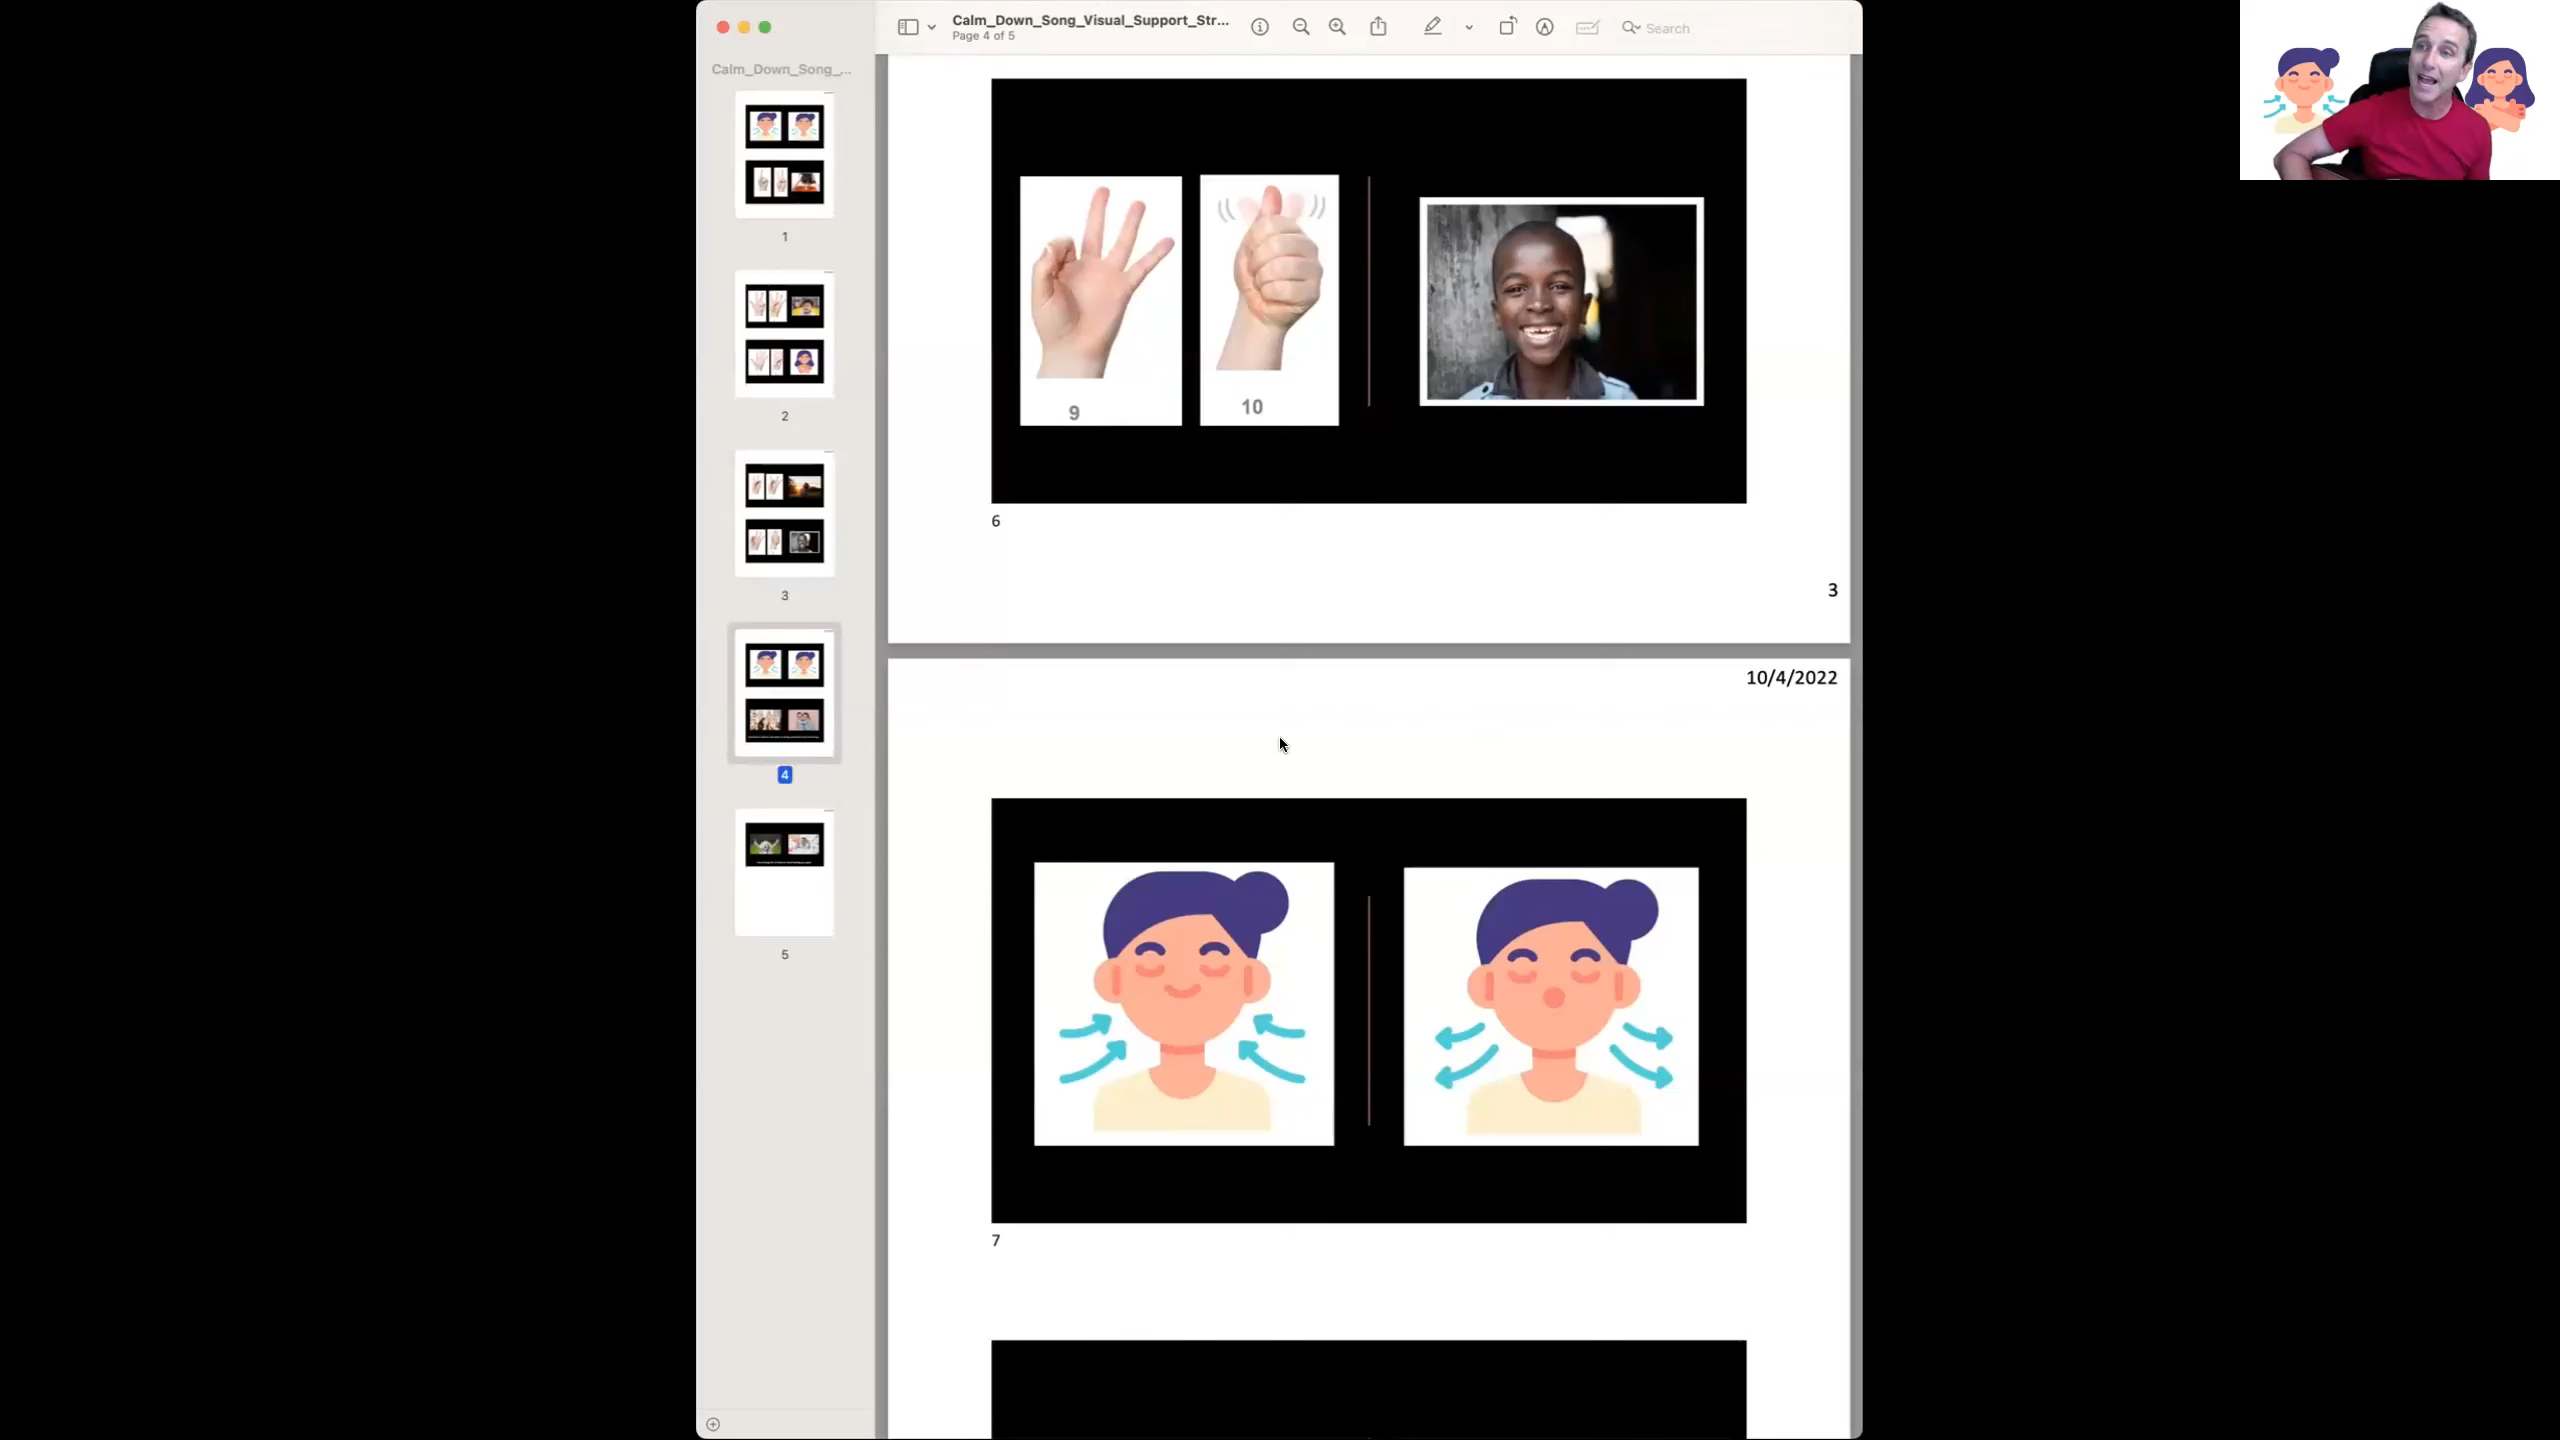 Calm_Down_Song_Visual_Support_Str...
Page 4 of 5
Search
Calm_Down_Song_...
1
2
3
4
5
9
10
6
3
10/4/2022
7